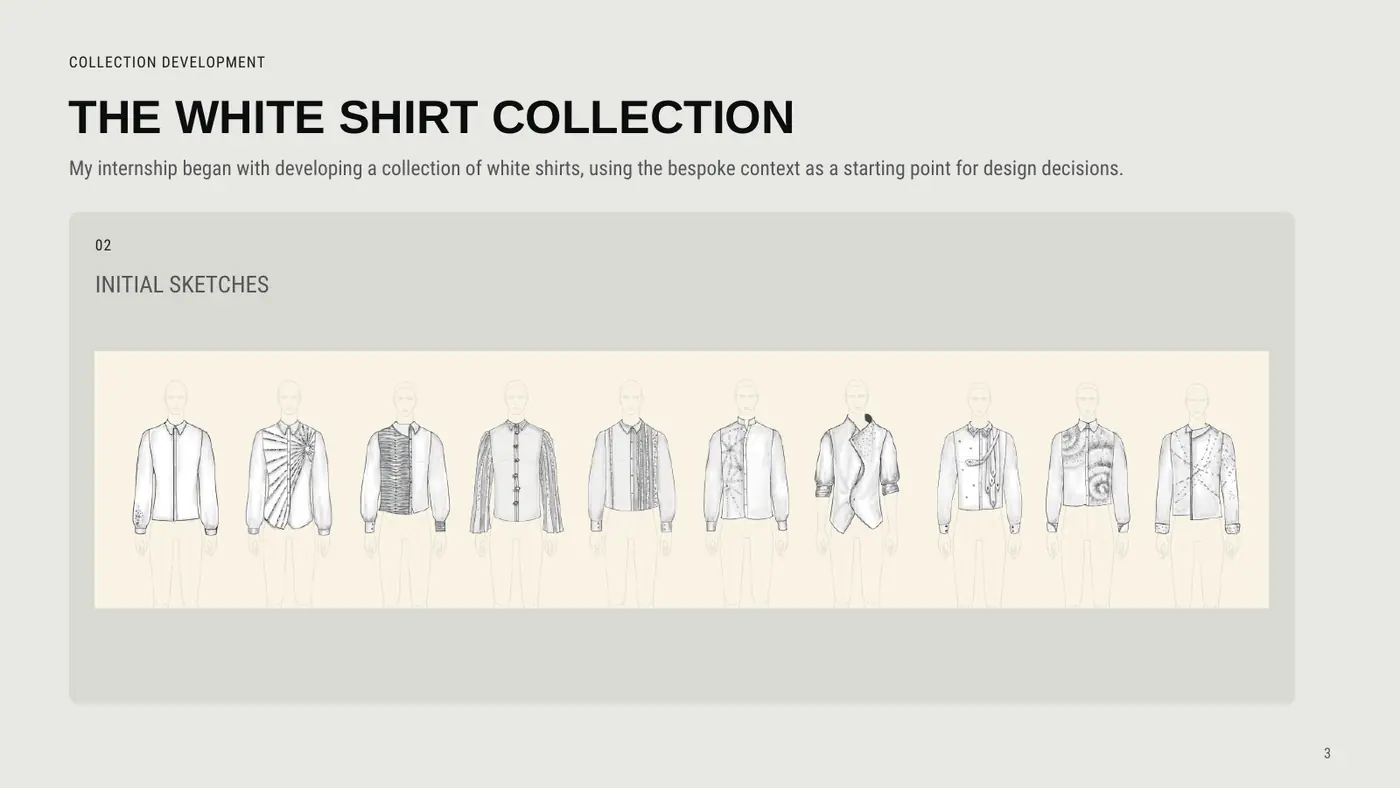 COLLECTION DEVELOPMENT
THE WHITE SHIRT COLLECTION
My internship began with developing a collection of white shirts, using the bespoke context as a starting point for design decisions.
02
INITIAL SKETCHES
3